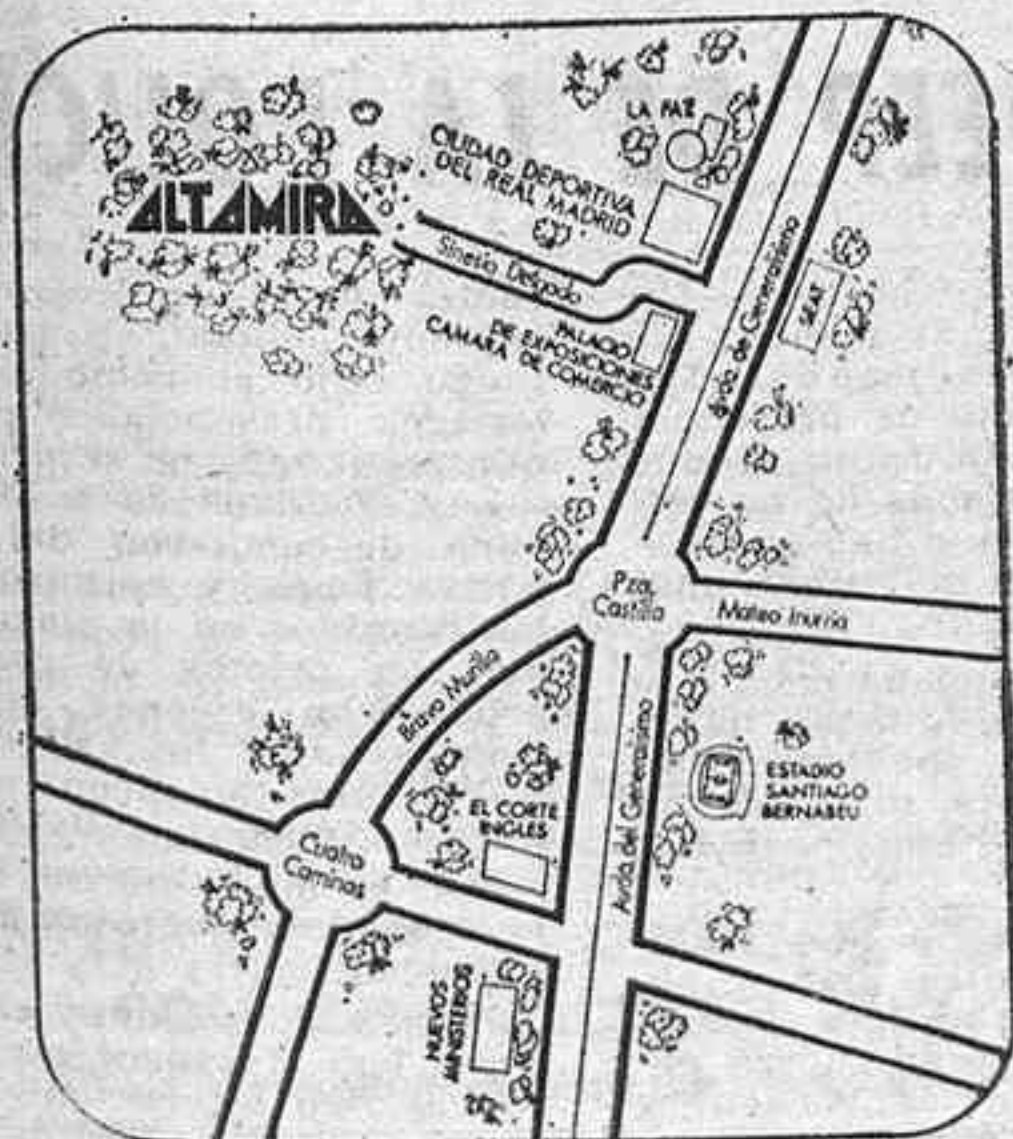 LA PAZ
CIUDAD DEPORTIVA
DEL REAL MADRID
ALTAMIRA
Sinesio Delgado
PALACIO
DE EXPOSICIONES
CAMARA DE COMERCIO
Avda de Generalísimo
SEAT
Pza,
Castilla
Mateo Inurria
Bravo Murillo
Avda. del Generalísimo
ESTADIO
SANTIAGO
BERNABEU
EL CORTE
INGLES
Cuatro
Caminos
NUEVOS
MINISTERIOS